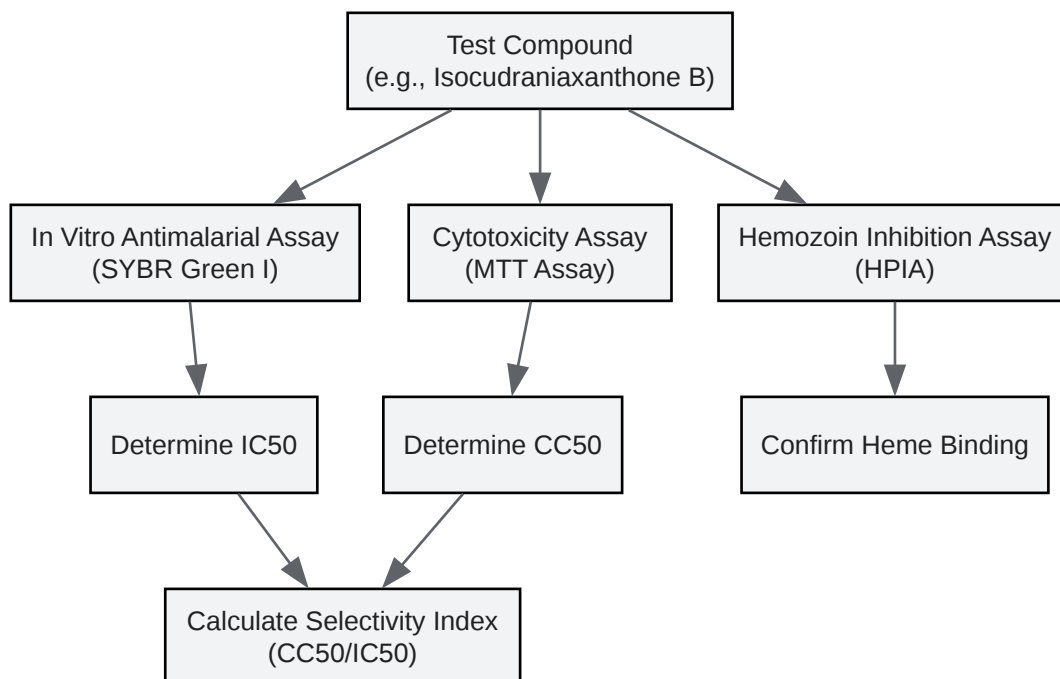 Test Compound
(e.g., Isocudraniaxanthone B)
In Vitro Antimalarial Assay
(SYBR Green I)
Cytotoxicity Assay
(MTT Assay)
Hemozoin Inhibition Assay
(HPIA)
Determine IC50
Determine CC50
Confirm Heme Binding
Calculate Selectivity Index
(CC50/IC50)